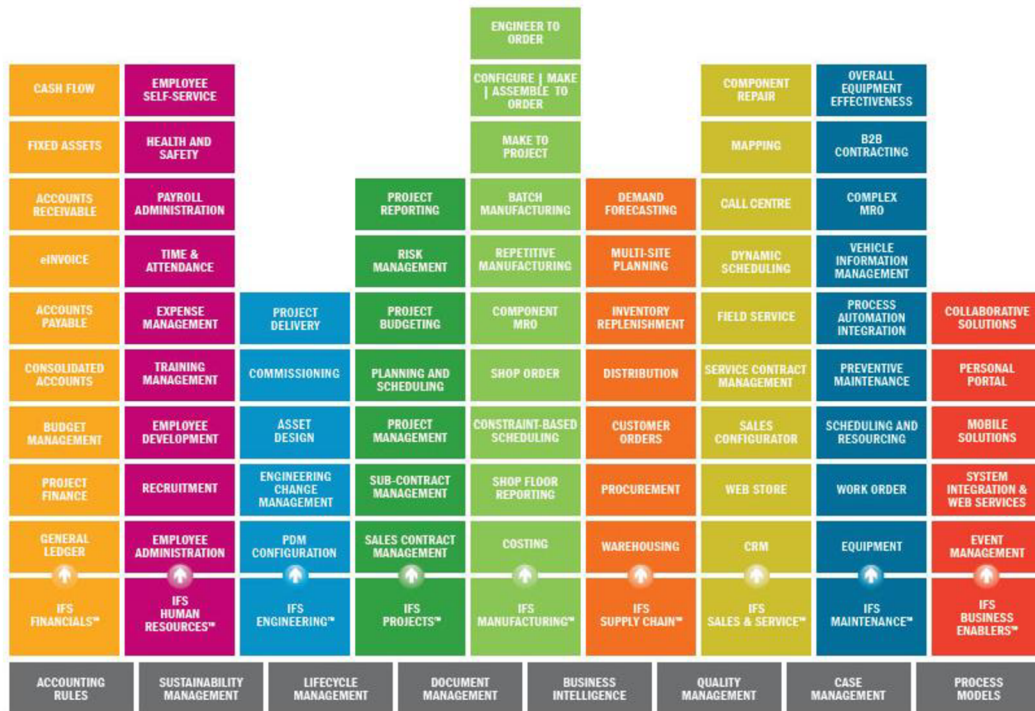 ENGINEER TO
ORDER
CASH FLOW
EMPLOYEE
SELF-SERVICE
CONFIGURE | MAKE
| ASSEMBLE TO
ORDER
COMPONENT
REPAIR
OVERALL
EQUIPMENT
EFFECTIVENESS
FIXED ASSETS
HEALTH AND
SAFETY
MAKE TO
PROJECT
MAPPING
B2B
CONTRACTING
ACCOUNTS
RECEIVABLE
PAYROLL
ADMINISTRATION
PROJECT
REPORTING
BATCH
MANUFACTURING
DEMAND
FORECASTING
CALL CENTRE
COMPLEX
MRO
eINVOICE
TIME &
ATTENDANCE
RISK
MANAGEMENT
REPETITIVE
MANUFACTURING
MULTI-SITE
PLANNING
DYNAMIC
SCHEDULING
VEHICLE
INFORMATION
MANAGEMENT
ACCOUNTS
PAYABLE
EXPENSE
MANAGEMENT
PROJECT
DELIVERY
PROJECT
BUDGETING
COMPONENT
MRO
INVENTORY
REPLENISHMENT
FIELD SERVICE
PROCESS
AUTOMATION
INTEGRATION
COLLABORATIVE
SOLUTIONS
CONSOLIDATED
ACCOUNTS
TRAINING
MANAGEMENT
COMMISSIONING
PLANNING AND
SCHEDULING
SHOP ORDER
DISTRIBUTION
SERVICE CONTRACT
MANAGEMENT
PREVENTIVE
MAINTENANCE
PERSONAL
PORTAL
BUDGET
MANAGEMENT
EMPLOYEE
DEVELOPMENT
ASSET
DESIGN
PROJECT
MANAGEMENT
CONSTRAINT-BASED
SCHEDULING
CUSTOMER
ORDERS
SALES
CONFIGURATOR
SCHEDULING AND
RESOURCING
MOBILE
SOLUTIONS
PROJECT
FINANCE
RECRUITMENT
ENGINEERING
CHANGE
MANAGEMENT
SUB-CONTRACT
MANAGEMENT
SHOP FLOOR
REPORTING
PROCUREMENT
WEB STORE
WORK ORDER
SYSTEM
INTEGRATION &
WEB SERVICES
GENERAL
LEDGER
EMPLOYEE
ADMINISTRATION
PDM
CONFIGURATION
SALES CONTRACT
MANAGEMENT
COSTING
WAREHOUSING
CRM
EQUIPMENT
EVENT
MANAGEMENT
IFS
FINANCIALS™
IFS
HUMAN
RESOURCES™
IFS
ENGINEERING™
IFS
PROJECTS™
IFS
MANUFACTURING™
IFS
SUPPLY CHAIN™
IFS
SALES & SERVICE™
IFS
MAINTENANCE™
IFS
BUSINESS
ENABLERS™
ACCOUNTING
RULES
SUSTAINABILITY
MANAGEMENT
LIFECYCLE
MANAGEMENT
DOCUMENT
MANAGEMENT
BUSINESS
INTELLIGENCE
QUALITY
MANAGEMENT
CASE
MANAGEMENT
PROCESS
MODELS